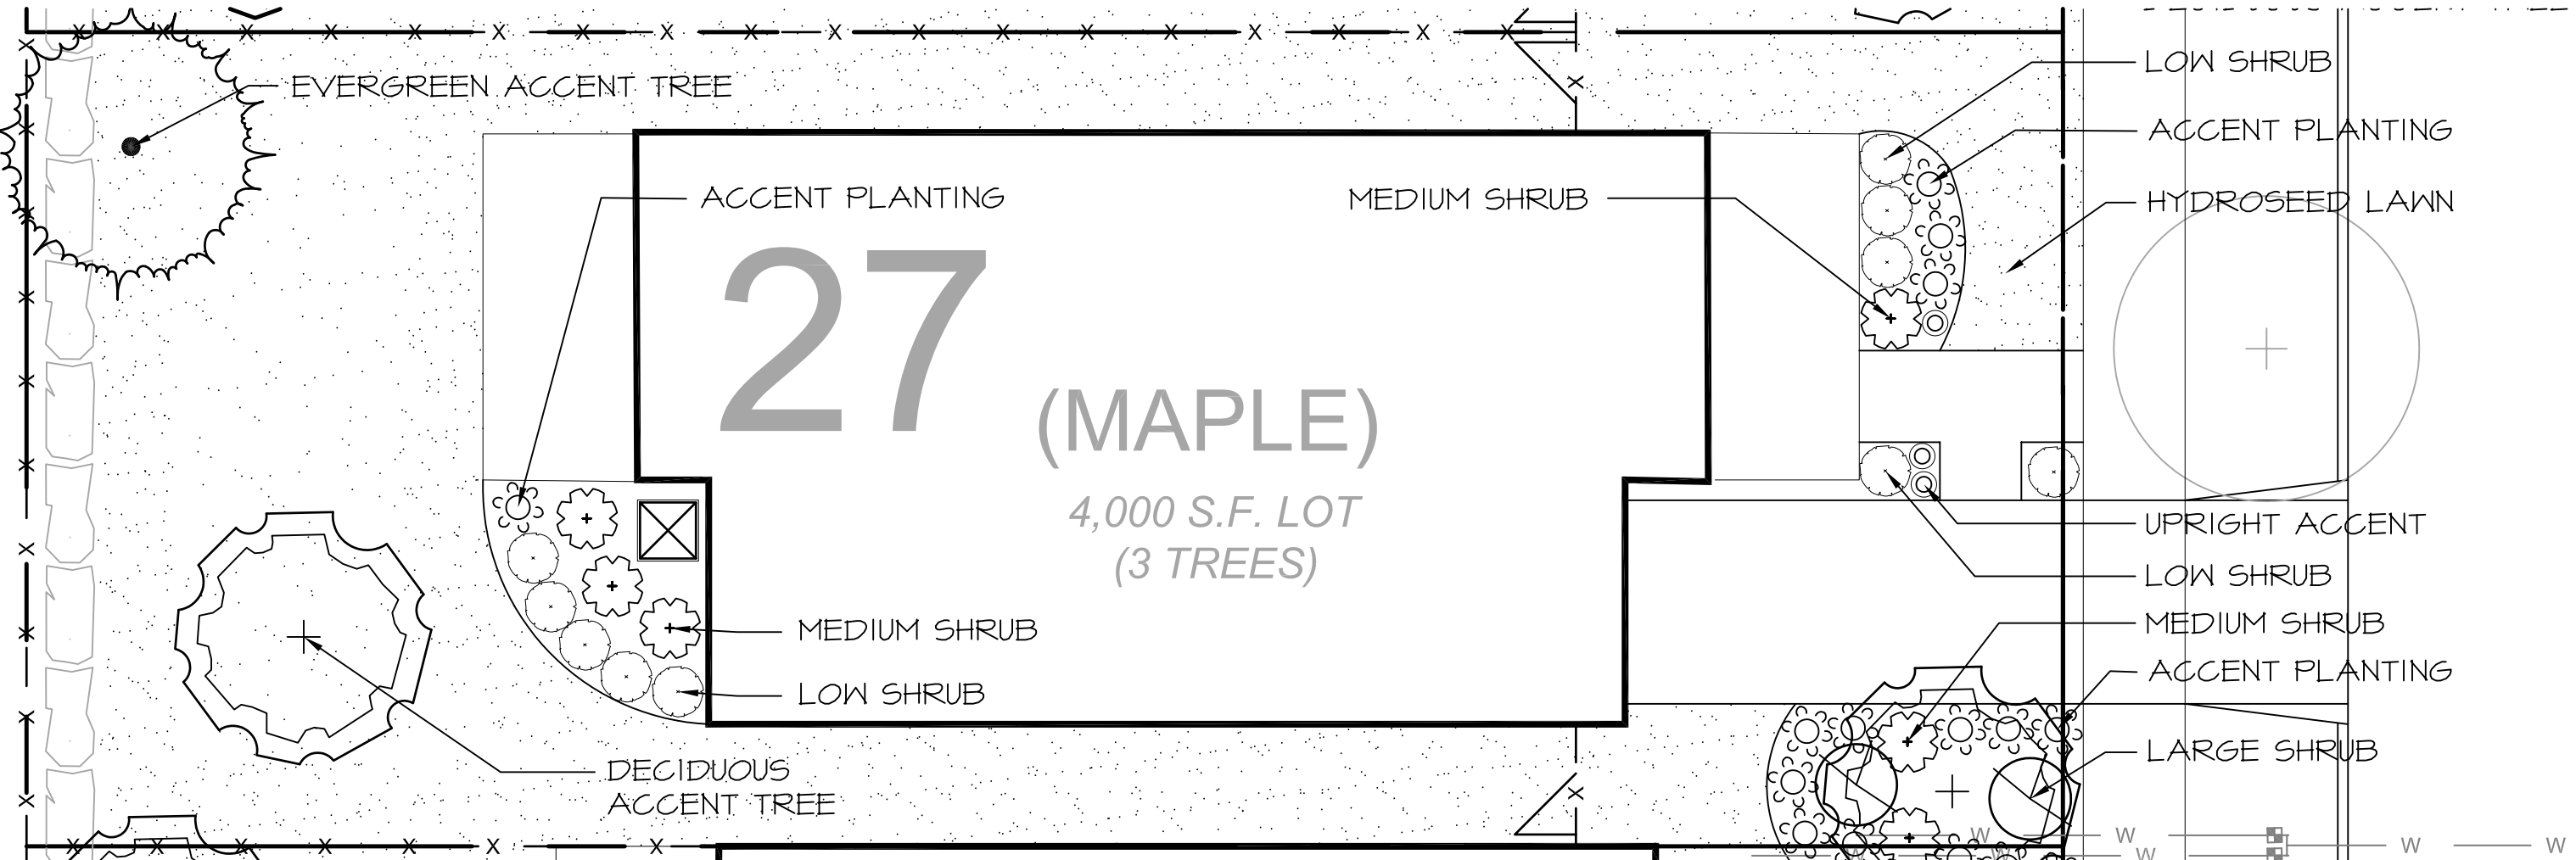 LOW SHRUB
EVERGREEN ACCENT TREE
ACCENT PLANTING
ACCENT PLANTING
MEDIUM SHRUB
HYDROSEED LAWN
27
(MAPLE)
4,000 S.F. LOT
(3 TREES)
UPRIGHT ACCENT
LOW SHRUB
MEDIUM SHRUB
MEDIUM SHRUB
ACCENT PLANTING
LOW SHRUB
LARGE SHRUB
DECIDUOUS
ACCENT TREE
W W W W
W